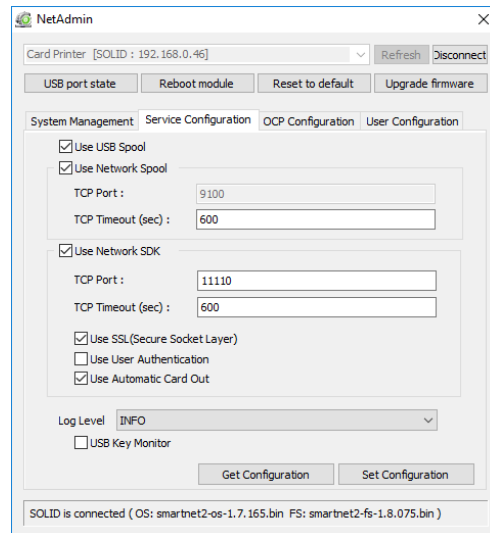 NetAdmin
Card Printer [SOLID : 192.168.0.46] Refresh Disconnect
USB port state Reboot module Reset to default Upgrade firmware
System Management Service Configuration OCP Configuration User Configuration
Use USB Spool
Use Network Spool
TCP Port : 9100
TCP Timeout (sec) : 600
Use Network SDK
TCP Port : 11110
TCP Timeout (sec) : 600
Use SSL(Secure Socket Layer)
Use User Authentication
Use Automatic Card Out
Log Level INFO
USB Key Monitor
Get Configuration Set Configuration
SOLID is connected ( OS: smartnet2-os-1.7.165.bin FS: smartnet2-fs-1.8.075.bin )